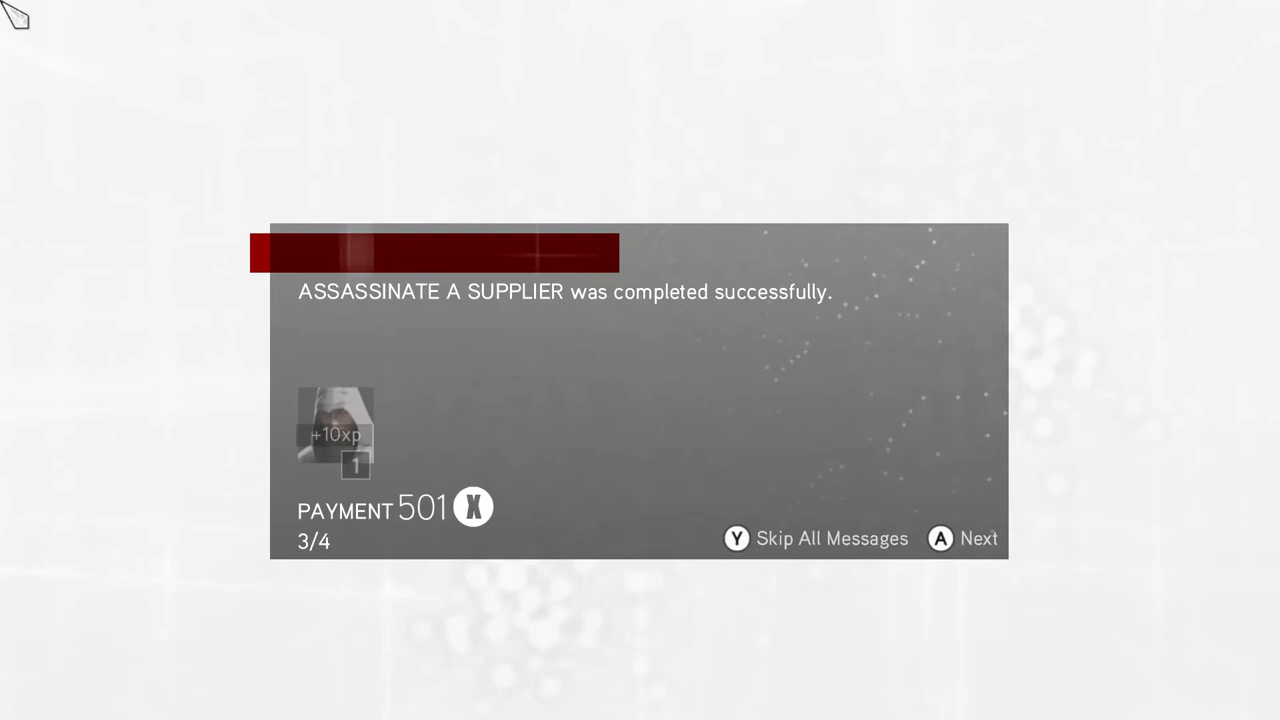 ASSASSINATE A SUPPLIER was completed successfully.
+10xp
1
PAYMENT 501
3/4
Y Skip All Messages A Next